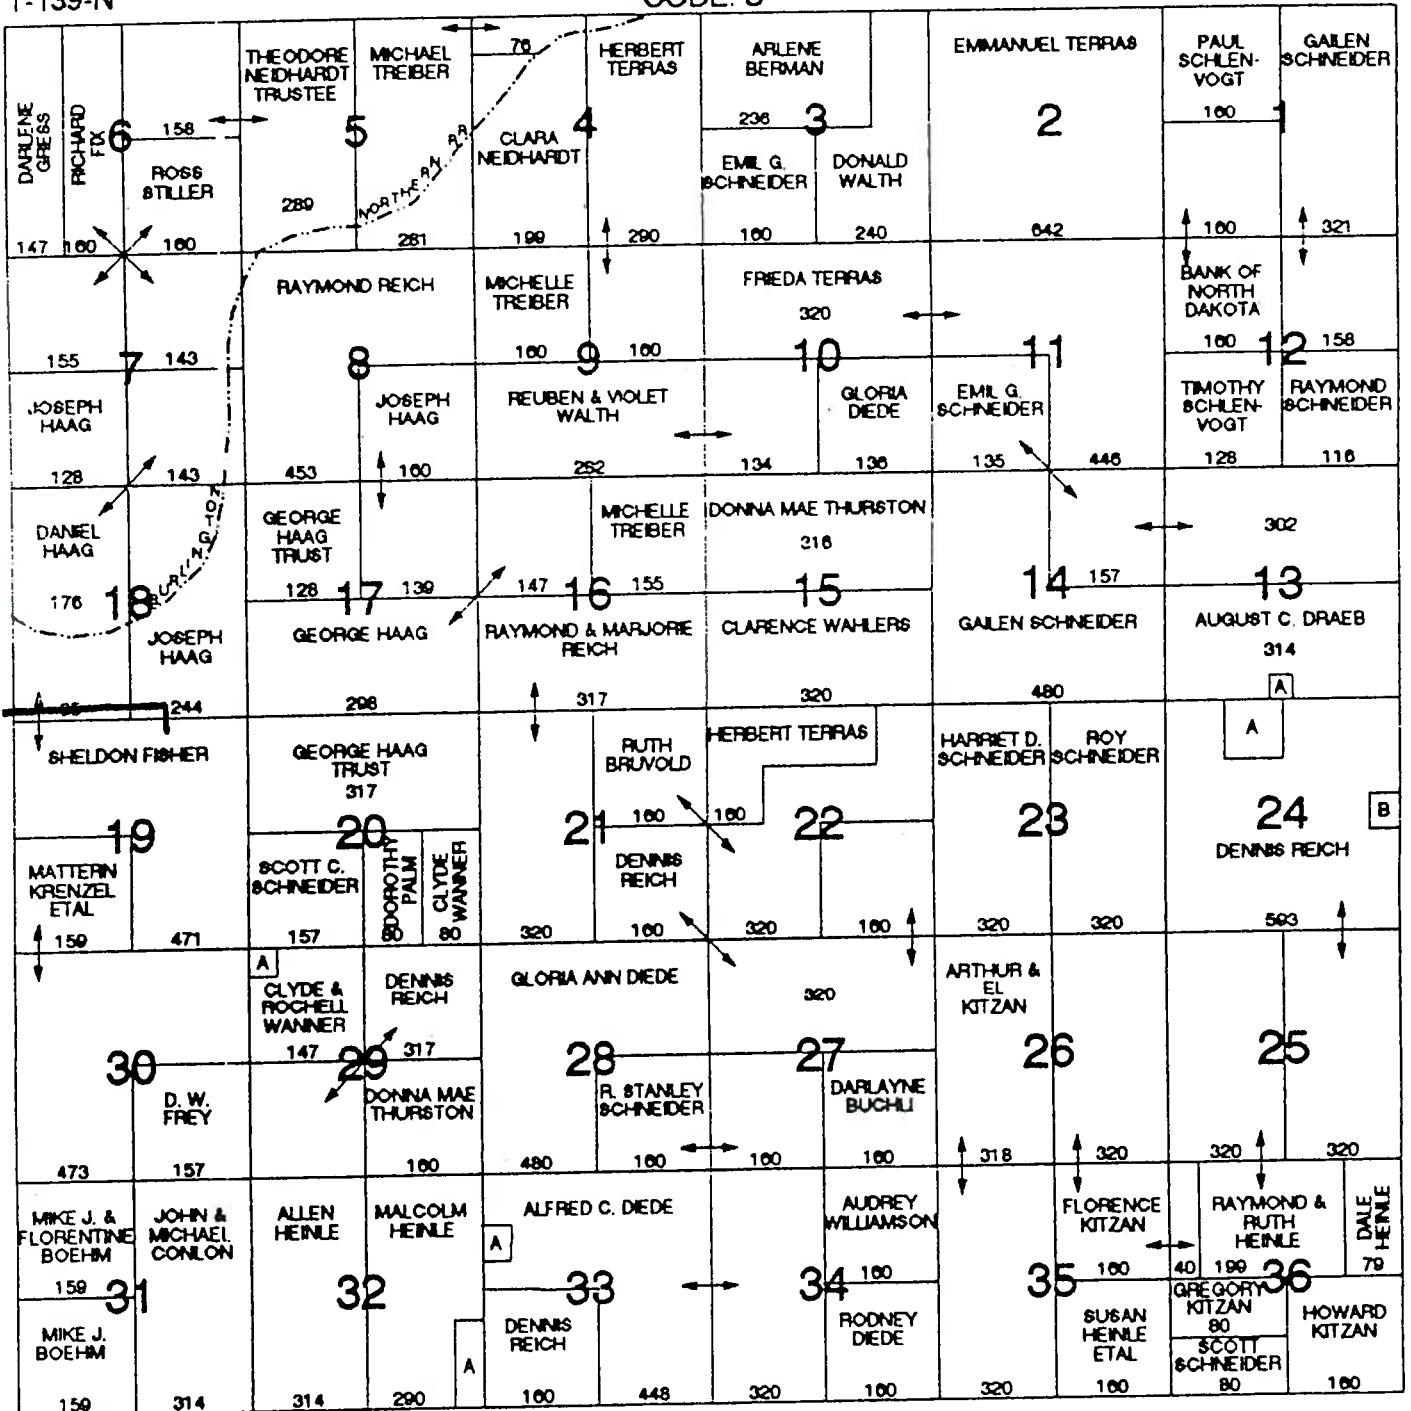 T-139-N
CODE: S
DARLENE
GRESS
147
RICHARD
FIX
160
6
158
ROSS
STILLER
160
THEODORE
NEIDHARDT
TRUSTEE
289
5
MICHAEL
TREIBER
281
NORTHERN RR
76
CLARA
NEIDHARDT
199
4
HERBERT
TERRAS
290
ARLENE
BERMAN
236
3
EMIL G.
SCHNEIDER
160
DONALD
WALTH
240
EMMANUEL TERRAS
2
642
PAUL
SCHLEN-
VOGT
160
160
1
GAILEN
SCHNEIDER
321
155
7
143
JOSEPH
HAAG
128
143
RAYMOND REICH
8
453
JOSEPH
HAAG
160
MICHELLE
TREIBER
160
9
160
REUBEN & VIOLET
WALTH
282
FRIEDA TERRAS
320
10
134
GLORIA
DIEDE
136
11
EMIL G.
SCHNEIDER
135
446
BANK OF
NORTH
DAKOTA
160
12
158
TIMOTHY
SCHLEN-
VOGT
128
RAYMOND
SCHNEIDER
116
DANIEL
HAAG
176
18
BURLINGTON
JOSEPH
HAAG
244
GEORGE
HAAG
TRUST
128
17
139
GEORGE HAAG
298
147
16
MICHELLE
TREIBER
155
RAYMOND & MARJORIE
REICH
317
DONNA MAE THURSTON
316
15
CLARENCE WAHLERS
320
14
157
GAILEN SCHNEIDER
480
302
13
AUGUST C. DRAEB
314
A
SHELDON FISHER
19
MATTERN
KRENZEL
ETAL
159
471
GEORGE HAAG
TRUST
317
20
SCOTT C.
SCHNEIDER
157
DOROTHY
PALM
80
CLYDE
WANNER
80
21
320
RUTH
BRUVOLD
160
DENNIS
REICH
160
HERBERT TERRAS
160
22
320
160
HARRIET D.
SCHNEIDER
320
23
ROY
SCHNEIDER
320
A
24
B
DENNIS REICH
593
30
473
D. W.
FREY
157
A
CLYDE &
ROCHELL
WANNER
147
29
DENNIS
REICH
317
DONNA MAE
THURSTON
160
GLORIA ANN DIEDE
28
480
R. STANLEY
SCHNEIDER
160
320
27
160
DARLAYNE
BUCHLI
160
ARTHUR &
EL
KITZAN
318
26
320
25
320
320
MIKE J. &
FLORENTINE
BOEHM
159
31
MIKE J.
BOEHM
159
JOHN &
MICHAEL
CONLON
314
ALLEN
HEINLE
314
32
MALCOLM
HEINLE
290
A
ALFRED C. DIEDE
A
33
DENNIS
REICH
160
448
34
320
AUDREY
WILLIAMSON
160
RODNEY
DIEDE
160
35
320
FLORENCE
KITZAN
160
SUSAN
HEINLE
ETAL
160
40
RAYMOND &
RUTH
HEINLE
199
36
DALE
HEINLE
79
GREGORY
KITZAN
80
SCOTT
SCHNEIDER
80
HOWARD
KITZAN
160